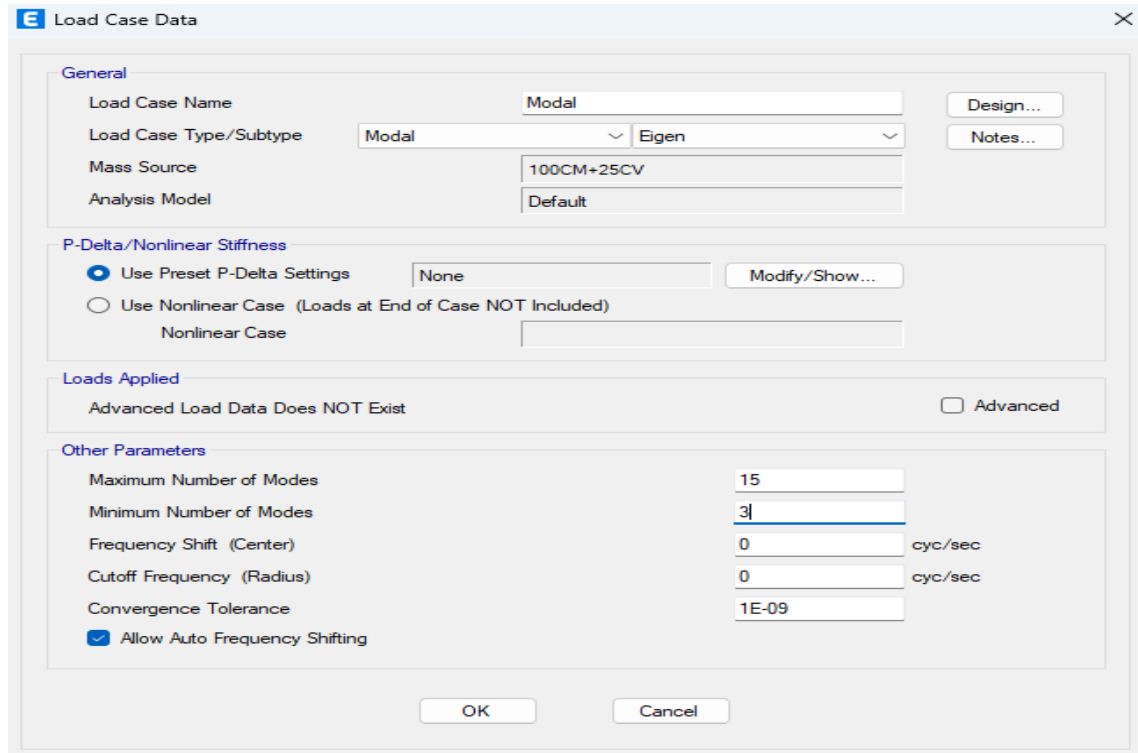 E Load Case Data
General
Load Case Name Modal Design...
Load Case Type/Subtype Modal Eigen Notes...
Mass Source 100CM+25CV
Analysis Model Default
P-Delta/Nonlinear Stiffness
Use Preset P-Delta Settings None Modify/Show...
Use Nonlinear Case (Loads at End of Case NOT Included)
Nonlinear Case
Loads Applied
Advanced Load Data Does NOT Exist Advanced
Other Parameters
Maximum Number of Modes 15
Minimum Number of Modes 3
Frequency Shift (Center) 0 cyc/sec
Cutoff Frequency (Radius) 0 cyc/sec
Convergence Tolerance 1E-09
Allow Auto Frequency Shifting
OK Cancel